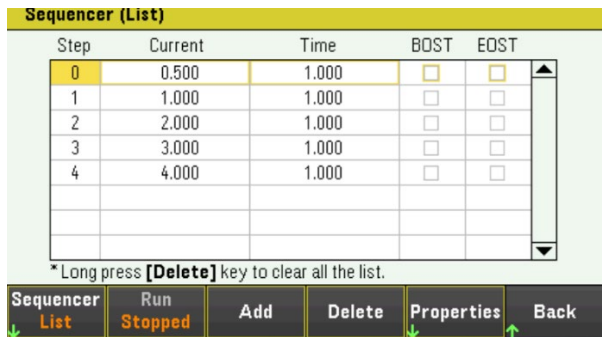 Sequencer (List)
Step Current Time BOST EOST
0 0.500 1.000
1 1.000 1.000
2 2.000 1.000
3 3.000 1.000
4 4.000 1.000
*Long press [Delete] key to clear all the list.
Sequencer Run Add Delete Properties Back
List Stopped